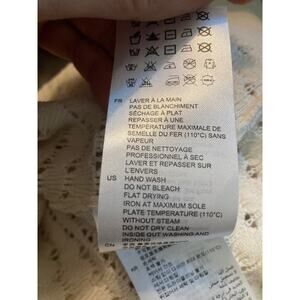 FR LAVER À LA MAIN
PAS DE BLANCHIMENT
SÉCHAGE À PLAT
REPASSER À UNE
TEMPÉRATURE MAXIMALE DE
SEMELLE DU FER (110°C) SANS
VAPEUR
PAS DE NETTOYAGE
PROFESSIONNEL À SEC
LAVER ET REPASSER SUR
L'ENVERS
US HAND WASH
DO NOT BLEACH
FLAT DRYING
IRON AT MAXIMUM SOLE
PLATE TEMPERATURE (110°C)
WITHOUT STEAM
DO NOT DRY CLEAN
INSIDE OUT WASHING AND
IRONING
CN